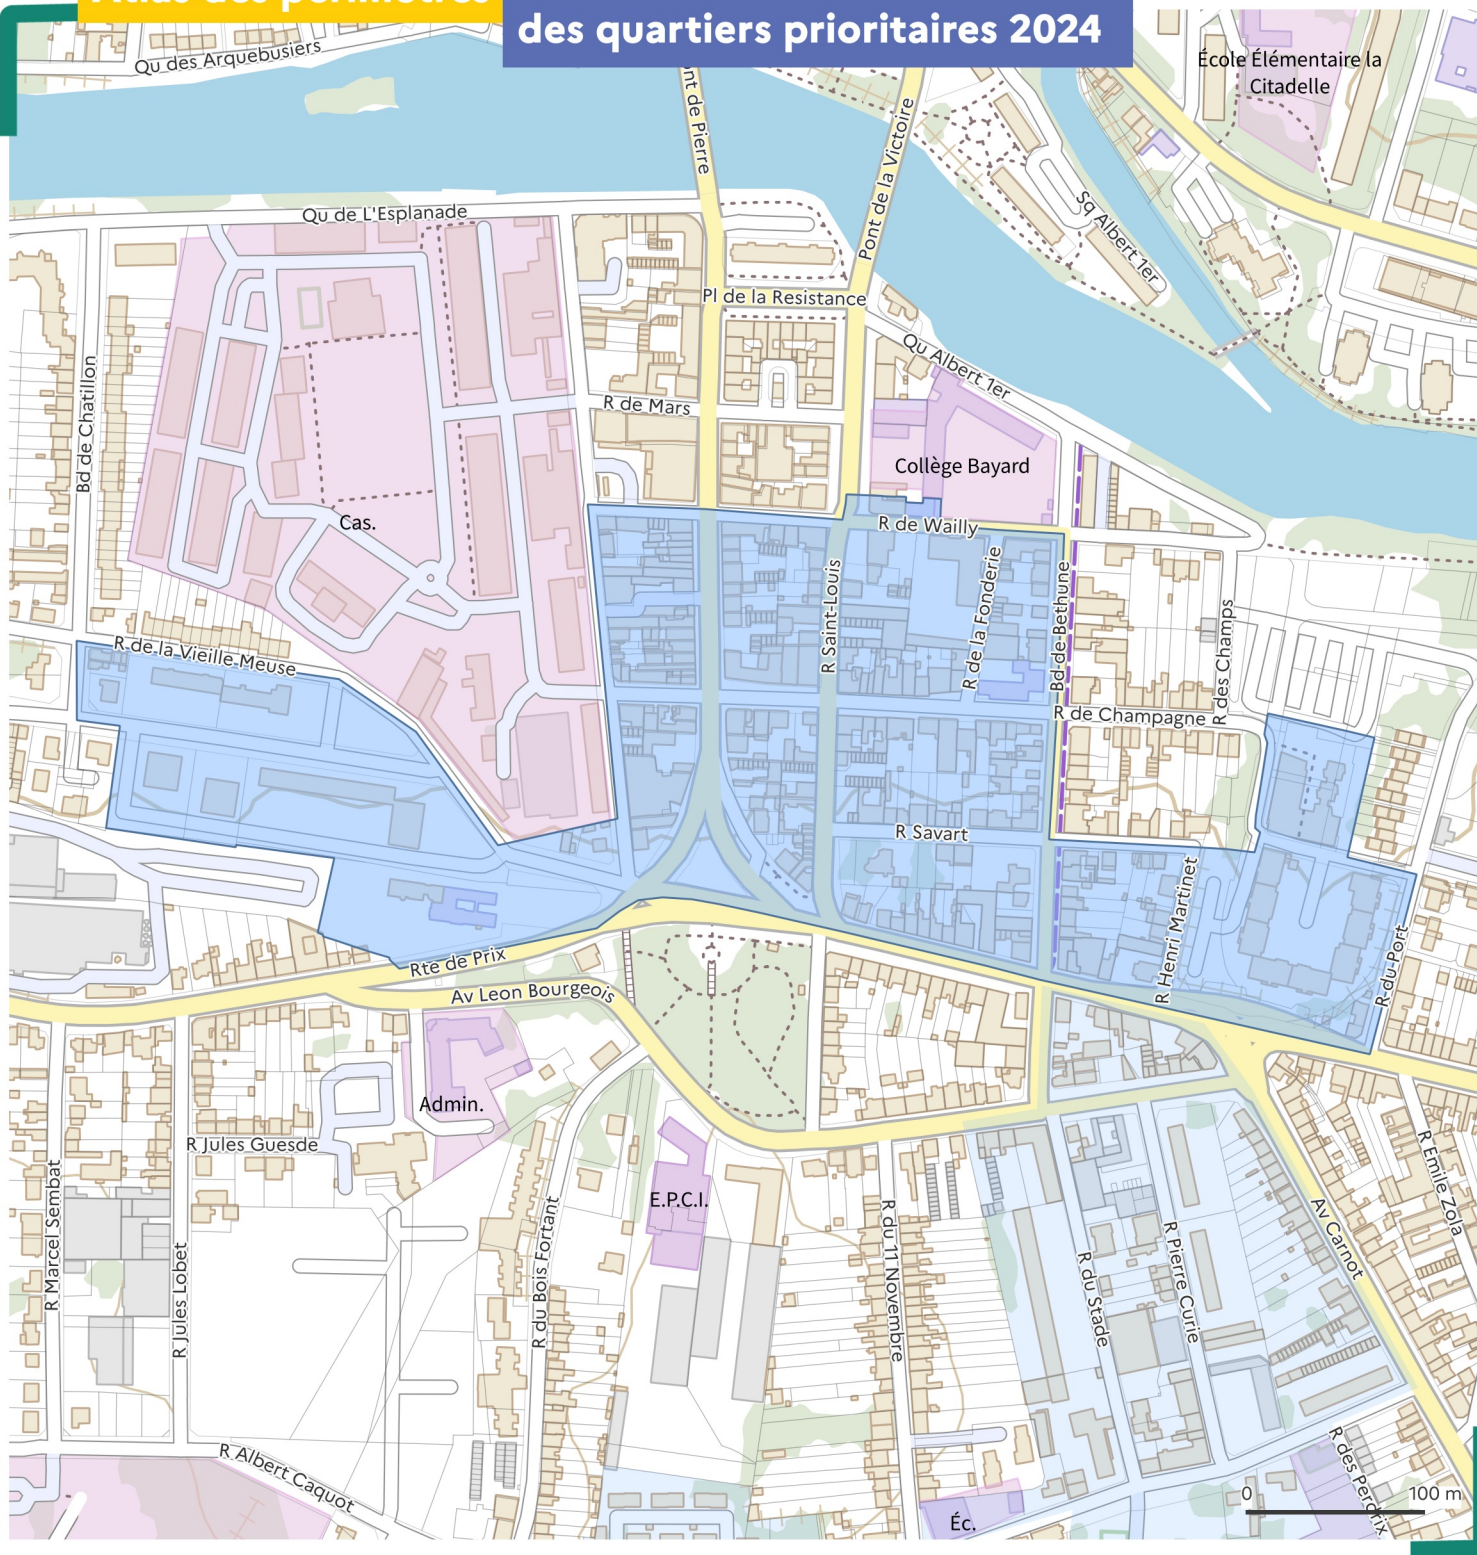 Atlas des périmètres
des quartiers prioritaires 2024
Qu des Arquebusiers
École Élémentaire la
Citadelle
Pont de la Victoire
Sq Albert 1er
Qu de L'Esplanade
Pl de la Resistance
Qu Albert 1er
Bd de Chatillon
R de Mars
Collège Bayard
Cas.
R de Wailly
R de la Fonderie
R Saint-Louis
Bd de Bethune
R des Champs
R de la Vieille Meuse
R de Champagne
R Savart
R Henri Martinet
R du Port
Rte de Prix
Av Leon Bourgeois
Admin.
R Jules Guesde
R Marcel Sembat
R Jules Lobet
R du Bois Fortant
E.P.C.I.
R du 11 Novembre
R du Stade
R Pierre Curie
Av Carnot
R Emile Zola
R Albert Caquot
R des Perdrix
Éc.
0 100 m